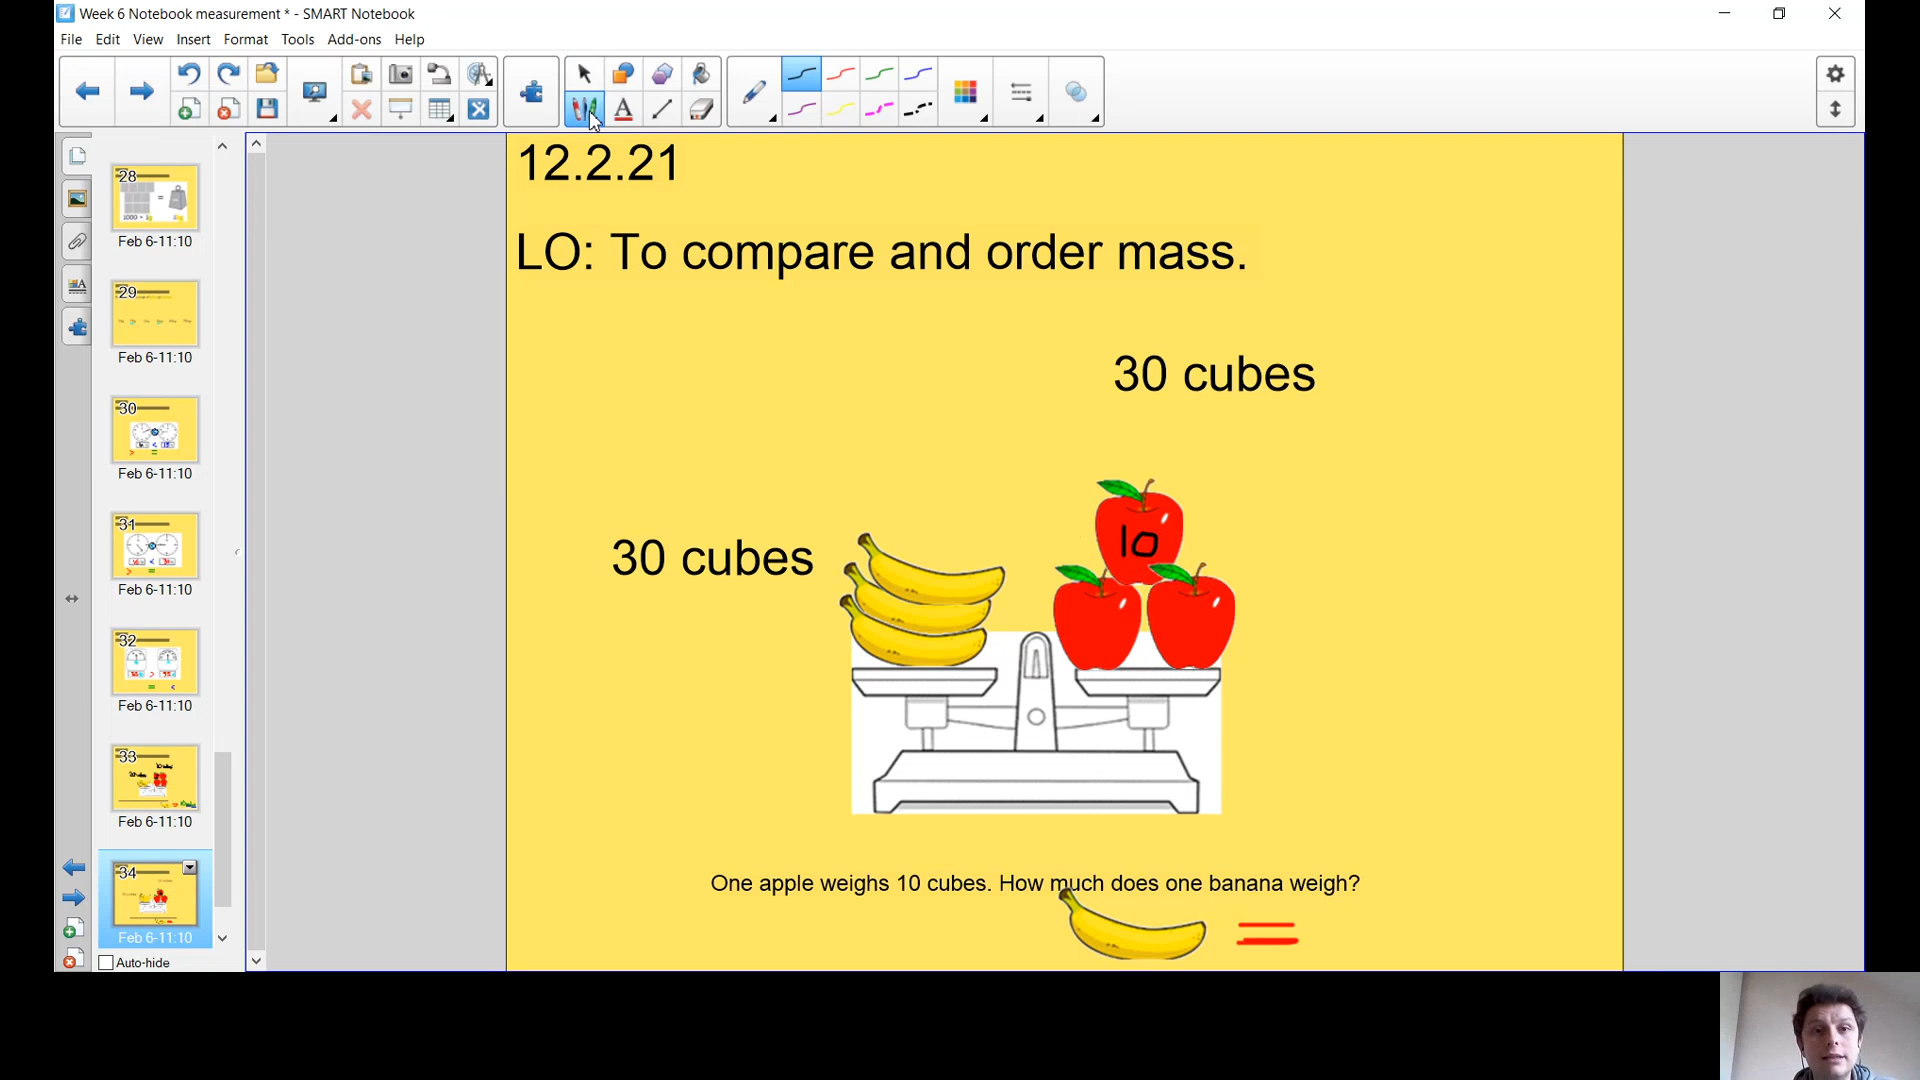 Week 6 Notebook measurement * - SMART Notebook
File Edit View Insert Format Tools Add-ons Help
28
1000 1
Feb 6-11:10
29
Feb 6-11:10
30
Feb 6-11:10
31
Feb 6-11:10
32
Feb 6-11:10
33
Feb 6-11:10
34
Feb 6-11:10
Auto-hide
12.2.21
LO: To compare and order mass.
30 cubes
30 cubes
10
One apple weighs 10 cubes. How much does one banana weigh?
=